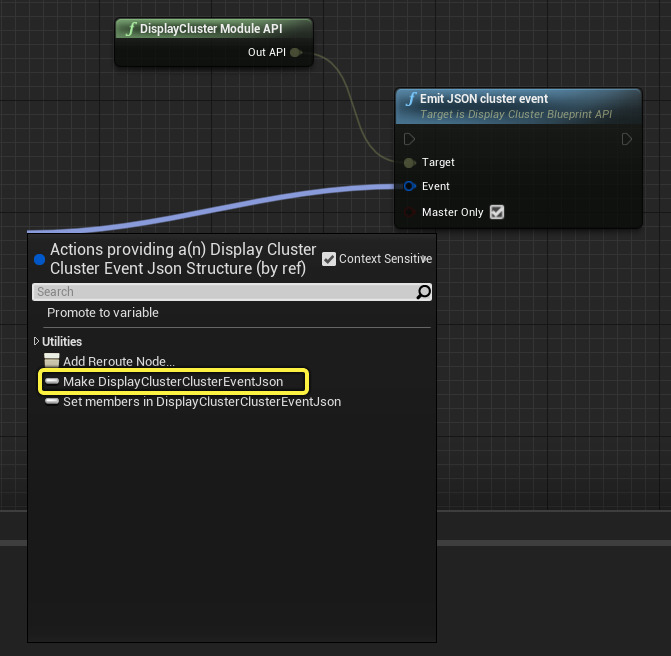 DisplayCluster Module API
Out API
Emit JSON cluster event
Target is Display Cluster Blueprint API
Target
Event
Master Only
Actions providing a(n) Display Cluster
Cluster Event Json Structure (by ref)
Context Sensitive
Search
Promote to variable
Utilities
Add Reroute Node...
Make DisplayClusterClusterEventJson
Set members in DisplayClusterClusterEventJson